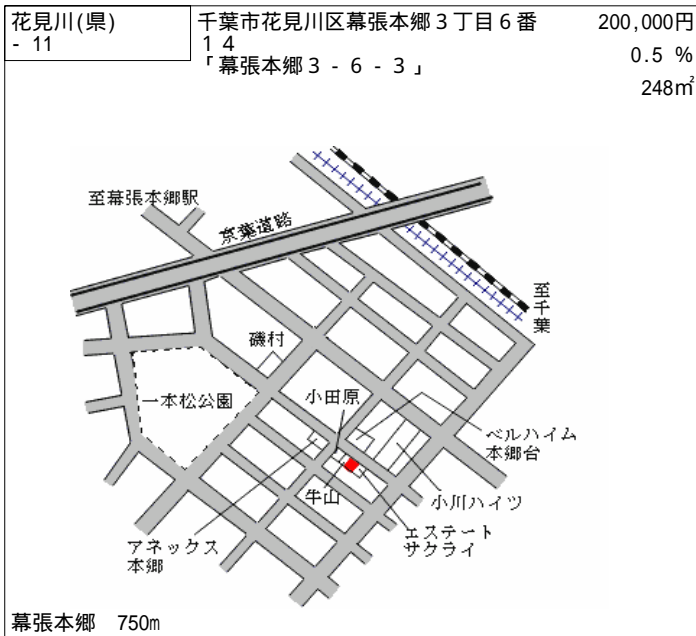 花見川(県)
- 11
千葉市花見川区幕張本郷３丁目６番
１４
「幕張本郷３－６－３」
200,000円
0.5 %
248㎡
至幕張本郷駅
京葉道路
至千葉
磯村
一本松公園
小田原
ベルハイム
本郷台
小川ハイツ
牛山
エステート
サクライ
アネックス
本郷
幕張本郷 750m